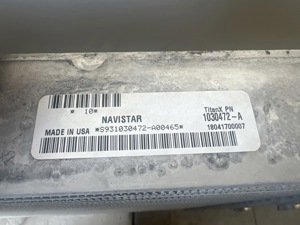 * 10*
NAVISTAR
TitanX PN
1030472-A
MADE IN USA *S931030472-A00465*
18041700007